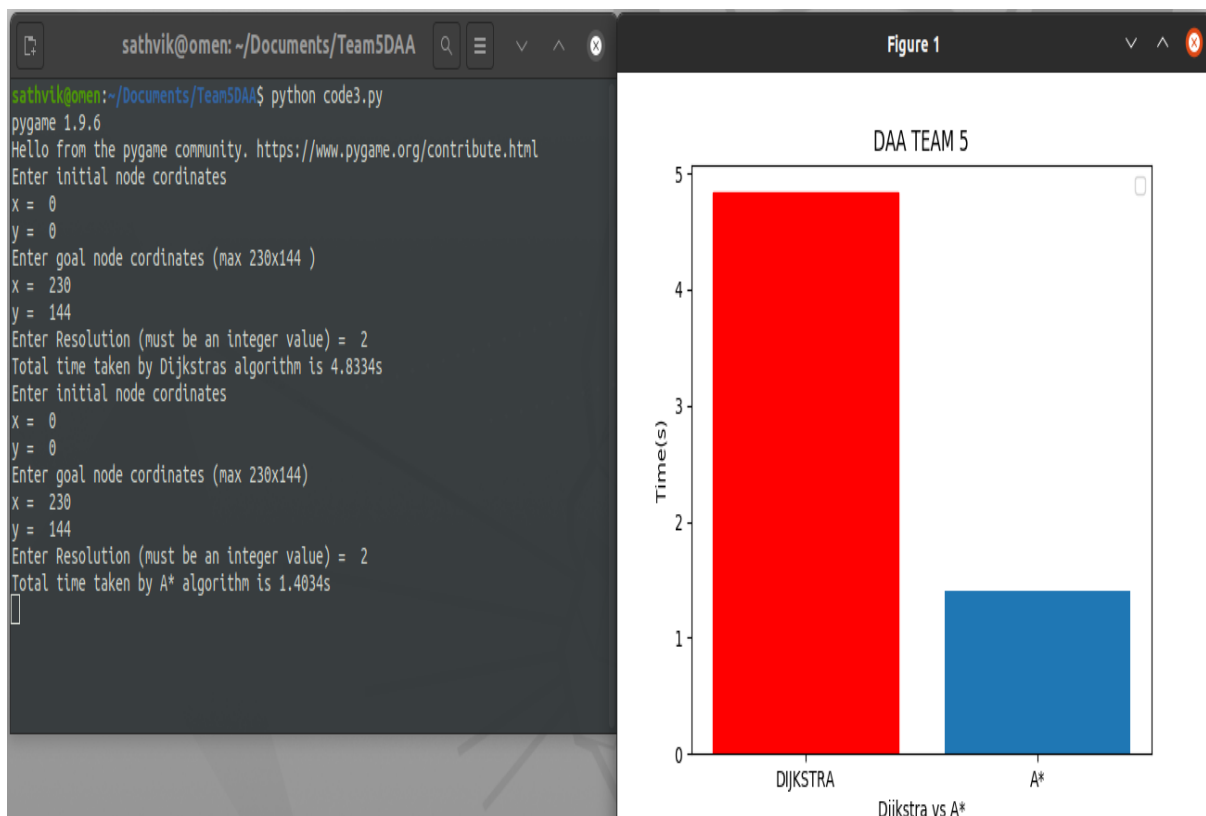 sathvik@omen: ~/Documents/Team5DAA
sathvik@omen:~/Documents/Team5DAA$ python code3.py
pygame 1.9.6
Hello from the pygame community. https://www.pygame.org/contribute.html
Enter initial node cordinates
x =  0
y =  0
Enter goal node cordinates (max 230x144 )
x =  230
y =  144
Enter Resolution (must be an integer value) =  2
Total time taken by Dijkstras algorithm is 4.8334s
Enter initial node cordinates
x =  0
y =  0
Enter goal node cordinates (max 230x144)
x =  230
y =  144
Enter Resolution (must be an integer value) =  2
Total time taken by A* algorithm is 1.4034s
Figure 1
DAA TEAM 5
Time(s)
5
4
3
2
1
0
DIJKSTRA A*
Dijkstra vs A*